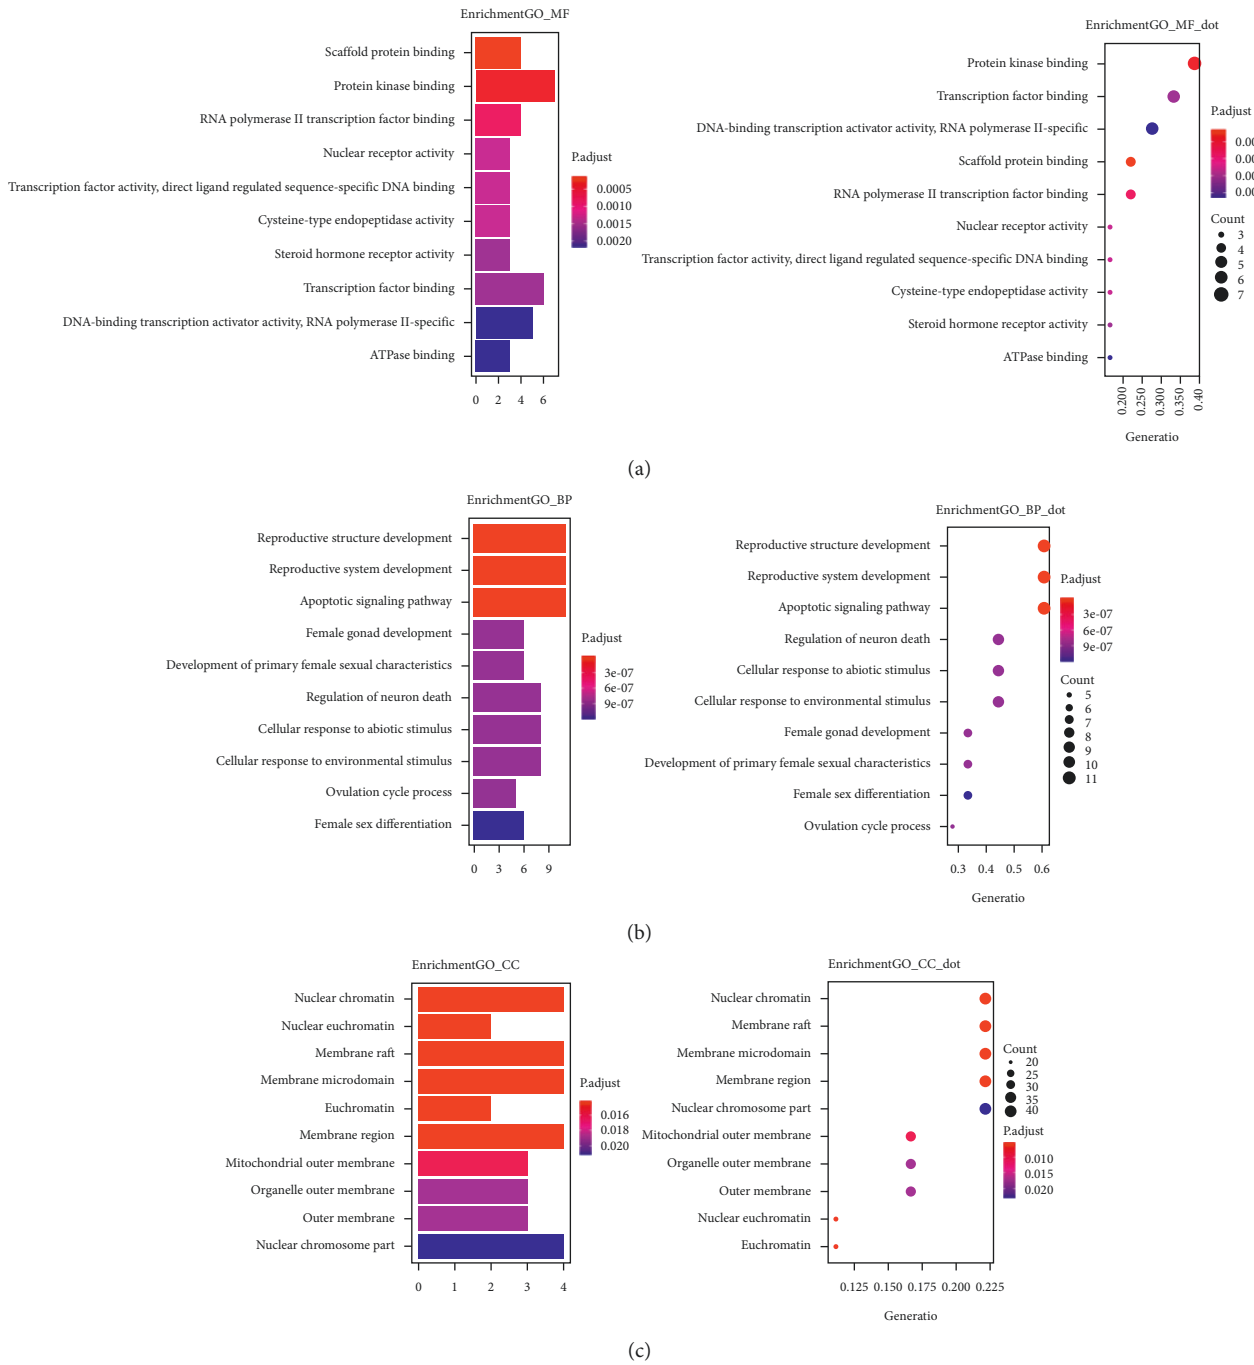 EnrichmentGO_MF
Scaffold protein binding
Protein kinase binding
RNA polymerase II transcription factor binding
Nuclear receptor activity
Transcription factor activity, direct ligand regulated sequence-specific DNA binding
Cysteine-type endopeptidase activity
Steroid hormone receptor activity
Transcription factor binding
DNA-binding transcription activator activity, RNA polymerase II-specific
ATPase binding
0 2 4 6
P.adjust
0.0005
0.0010
0.0015
0.0020
EnrichmentGO_MF_dot
Protein kinase binding
Transcription factor binding
DNA-binding transcription activator activity, RNA polymerase II-specific
Scaffold protein binding
RNA polymerase II transcription factor binding
Nuclear receptor activity
Transcription factor activity, direct ligand regulated sequence-specific DNA binding
Cysteine-type endopeptidase activity
Steroid hormone receptor activity
ATPase binding
0.200 0.250 0.300 0.350 0.40
Generatio
P.adjust
0.00
0.00
0.00
0.00
Count
3
4
5
6
7
(a)
EnrichmentGO_BP
Reproductive structure development
Reproductive system development
Apoptotic signaling pathway
Female gonad development
Development of primary female sexual characteristics
Regulation of neuron death
Cellular response to abiotic stimulus
Cellular response to environmental stimulus
Ovulation cycle process
Female sex differentiation
0 3 6 9
P.adjust
3e-07
6e-07
9e-07
EnrichmentGO_BP_dot
Reproductive structure development
Reproductive system development
Apoptotic signaling pathway
Regulation of neuron death
Cellular response to abiotic stimulus
Cellular response to environmental stimulus
Female gonad development
Development of primary female sexual characteristics
Female sex differentiation
Ovulation cycle process
0.3 0.4 0.5 0.6
Generatio
P.adjust
3e-07
6e-07
9e-07
Count
5
6
7
8
9
10
11
(b)
EnrichmentGO_CC
Nuclear chromatin
Nuclear euchromatin
Membrane raft
Membrane microdomain
Euchromatin
Membrane region
Mitochondrial outer membrane
Organelle outer membrane
Outer membrane
Nuclear chromosome part
0 1 2 3 4
P.adjust
0.016
0.018
0.020
EnrichmentGO_CC_dot
Nuclear chromatin
Membrane raft
Membrane microdomain
Membrane region
Nuclear chromosome part
Mitochondrial outer membrane
Organelle outer membrane
Outer membrane
Nuclear euchromatin
Euchromatin
0.125 0.150 0.175 0.200 0.225
Generatio
Count
20
25
30
35
40
P.adjust
0.010
0.015
0.020
(c)